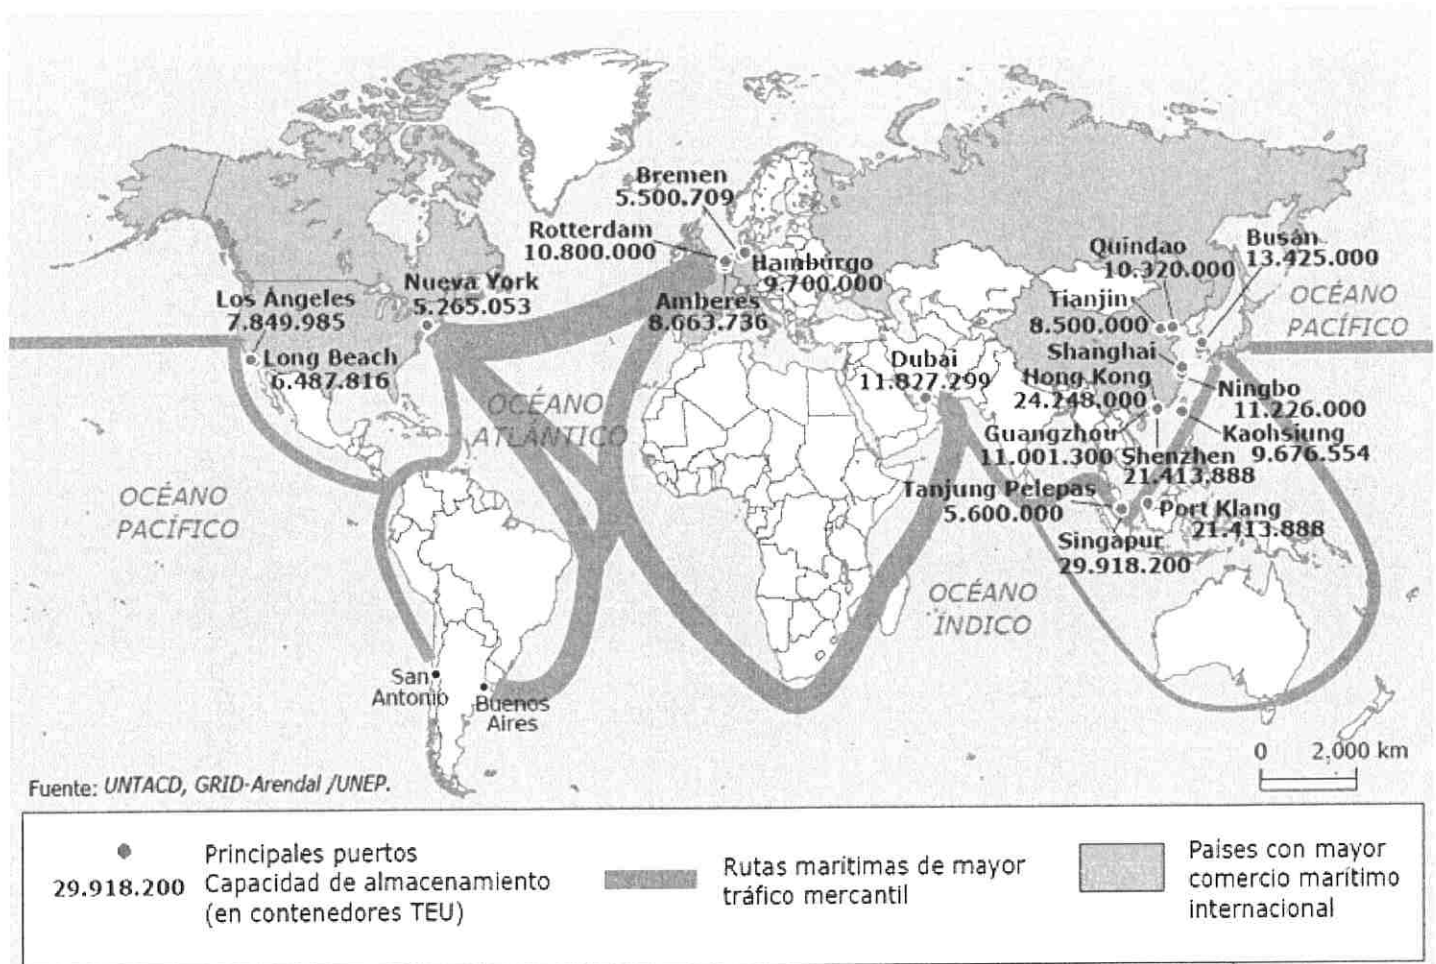 Bremen
5.500.709
Rotterdam
10.800.000
Hamburgo
9.700.000
Nueva York
5.265.053
Amberes
8.663.736
Los Ángeles
7.849.985
Long Beach
6.487.816
Quindao
10.320.000
Busán
13.425.000
Tianjin
8.500.000
OCÉANO
PACÍFICO
Shanghai
Dubai
11.827.299
Hong Kong
24.248.000
Ningbo
11.226.000
Guangzhou
11.001.300
Kaohsiung
9.676.554
Shenzhen
21.413.888
OCÉANO
ATLÁNTICO
Tanjung Pelepas
5.600.000
Port Klang
21.413.888
Singapur
29.918.200
OCÉANO
PACÍFICO
OCÉANO
ÍNDICO
San
Antonio
Buenos
Aires
0 2,000 km
Fuente: UNTACD, GRID-Arendal /UNEP.
Principales puertos
29.918.200 Capacidad de almacenamiento
(en contenedores TEU)
Rutas marítimas de mayor
tráfico mercantil
Países con mayor
comercio marítimo
internacional